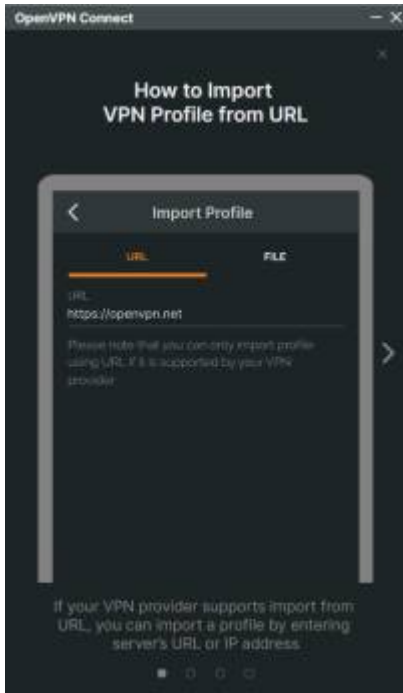 OpenVPN Connect
How to Import
VPN Profile from URL
Import Profile
URL
FILE
URL
https://openvpn.net
Please note that you can only import profile
using URL if it is supported by your VPN
provider
If your VPN provider supports import from
URL, you can import a profile by entering
server's URL or IP address